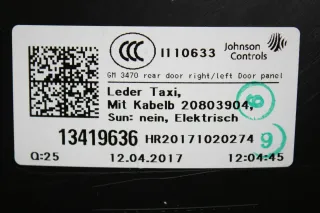 CCC I110633 Johnson Controls
GM 3470 rear door right/left Door panel
Leder Taxi,
Mit Kabelb 20803904,
Sun: nein, Elektrisch
13419636 HR20171020274
Q:25 12.04.2017 12:04:45